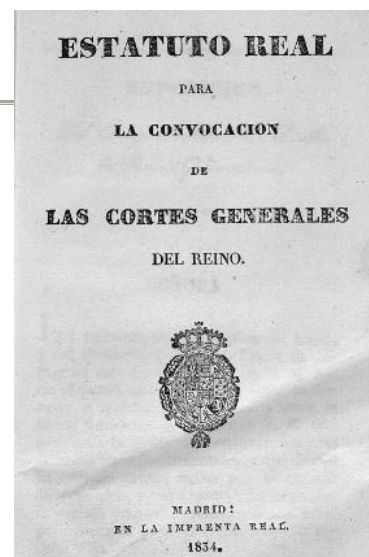 ESTATUTO REAL
PARA
LA CONVOCACION
DE
LAS CORTES GENERALES
DEL REINO.
MADRID:
EN LA IMPRENTA REAL.
1834.